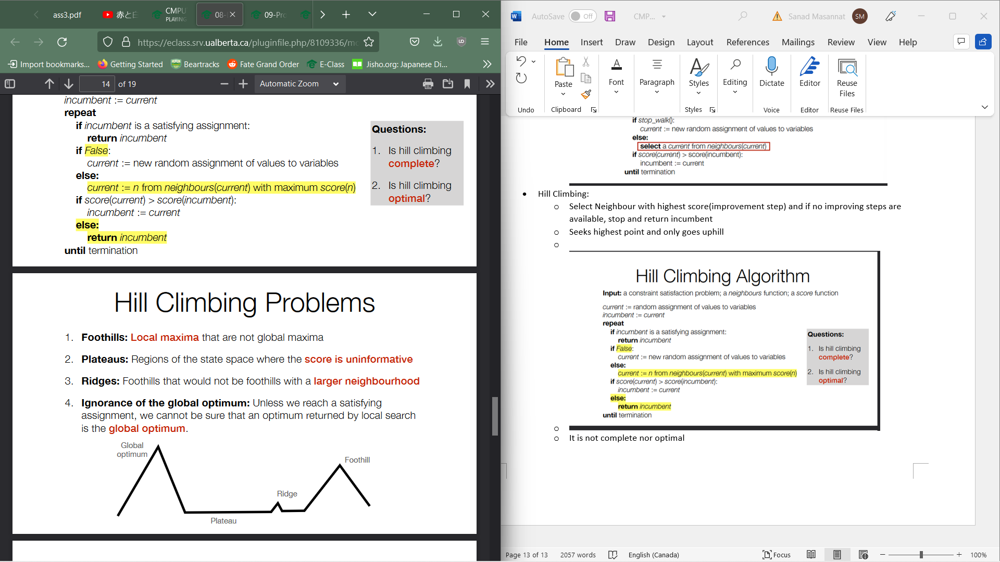 ass3.pdf
赤と白
CMPU
PLAYING
08-
09-Pro
https://eclass.srv.ualberta.ca/pluginfile.php/8109336/mo
Import bookmarks...
Getting Started
Beartracks
Fate Grand Order
E-Class
Jisho.org: Japanese Di...
14 of 19
Automatic Zoom
incumbent := current
repeat
if incumbent is a satisfying assignment:
return incumbent
if False:
current := new random assignment of values to variables
else:
current := n from neighbours(current) with maximum score(n)
if score(current) > score(incumbent):
incumbent := current
else:
return incumbent
until termination
Questions:
1. Is hill climbing
complete?
2. Is hill climbing
optimal?
Hill Climbing Problems
1. Foothills: Local maxima that are not global maxima
2. Plateaus: Regions of the state space where the score is uninformative
3. Ridges: Foothills that would not be foothills with a larger neighbourhood
4. Ignorance of the global optimum: Unless we reach a satisfying
assignment, we cannot be sure that an optimum returned by local search
is the global optimum.
Global
optimum
Foothill
Ridge
Plateau
AutoSave Off
CMP...
Sanad Masannat SM
File Home Insert Draw Design Layout References Mailings Review View Help
Paste
Font
Paragraph
Styles
Editing
Dictate
Editor
Reuse
Files
Undo
Clipboard
Styles
Voice
Editor
Reuse Files
if stop_walk():
current := new random assignment of values to variables
else:
select a current from neighbours(current)
if score(current) > score(incumbent):
incumbent := current
until termination
• Hill Climbing:
o Select Neighbour with highest score(improvement step) and if no improving steps are
available, stop and return incumbent
o Seeks highest point and only goes uphill
o
Hill Climbing Algorithm
Input: a constraint satisfaction problem; a neighbours function; a score function
current := random assignment of values to variables
incumbent := current
repeat
if incumbent is a satisfying assignment:
return incumbent
if False:
current := new random assignment of values to variables
else:
current := n from neighbours(current) with maximum score(n)
if score(current) > score(incumbent):
incumbent := current
else:
return incumbent
until termination
Questions:
1. Is hill climbing
complete?
2. Is hill climbing
optimal?
o
o It is not complete nor optimal
Page 13 of 13
2057 words
English (Canada)
Focus
100%